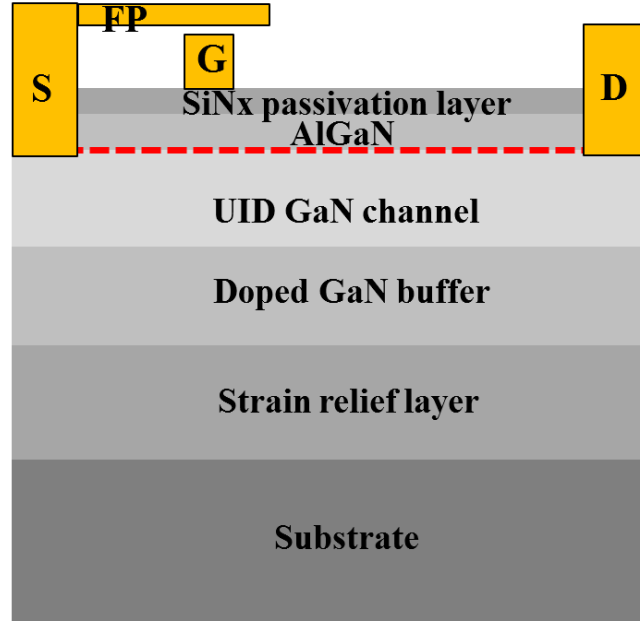 FP
S
G
D
SiNx passivation layer
AlGaN
UID GaN channel
Doped GaN buffer
Strain relief layer
Substrate